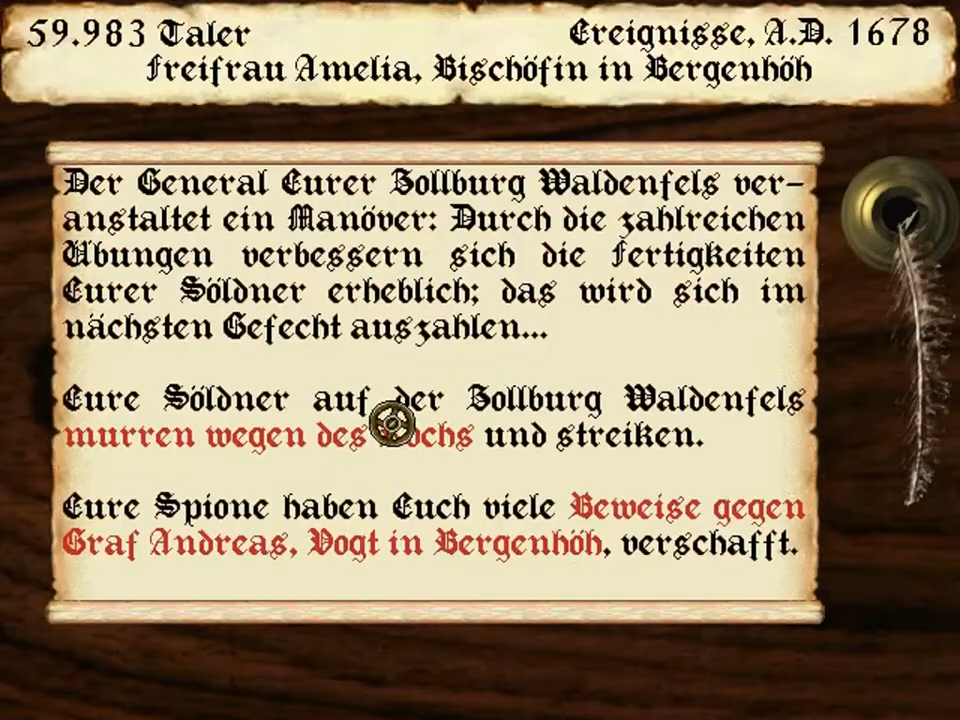 59.983 Taler
Ereignisse, A.D. 1678
Freifrau Amelia, Bischöfin in Bergenhöh
Der General Eurer Zollburg Waldenfels ver-
anstaltet ein Manöver: Durch die zahlreichen
Übungen verbessern sich die Fertigkeiten
Eurer Söldner erheblich; das wird sich im
nächsten Gefecht auszahlen...
Eure Söldner auf der Zollburg Waldenfels
murren wegen des und streiken.
Eure Spione haben Euch viele Beweise gegen
Graf Andreas, Vogt in Bergenhöh, verschafft.